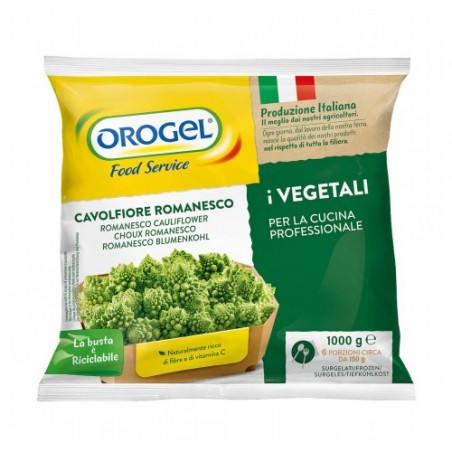 OROGEL®
Food Service
CAVOLFIORE ROMANESCO
ROMANESCO CAULIFLOWER
CHOUX ROMANESCO
ROMANESCO BLUMENKOHL
Produzione Italiana
Il meglio dai nostri agricoltori.
Ogni giorno, dal lavoro della nostra terra,
nasce la qualità dei nostri prodotti
nel rispetto di tutta la filiera
i VEGETALI
PER LA CUCINA
PROFESSIONALE
La busta
è
Riciclabile
Naturalmente ricco
di fibre e di vitamina C
1000 g e
6 PORZIONI CIRCA
DA 150 g
SURGELATI/FROZEN/
SURGELÉS/TIEFKÜHLKOST